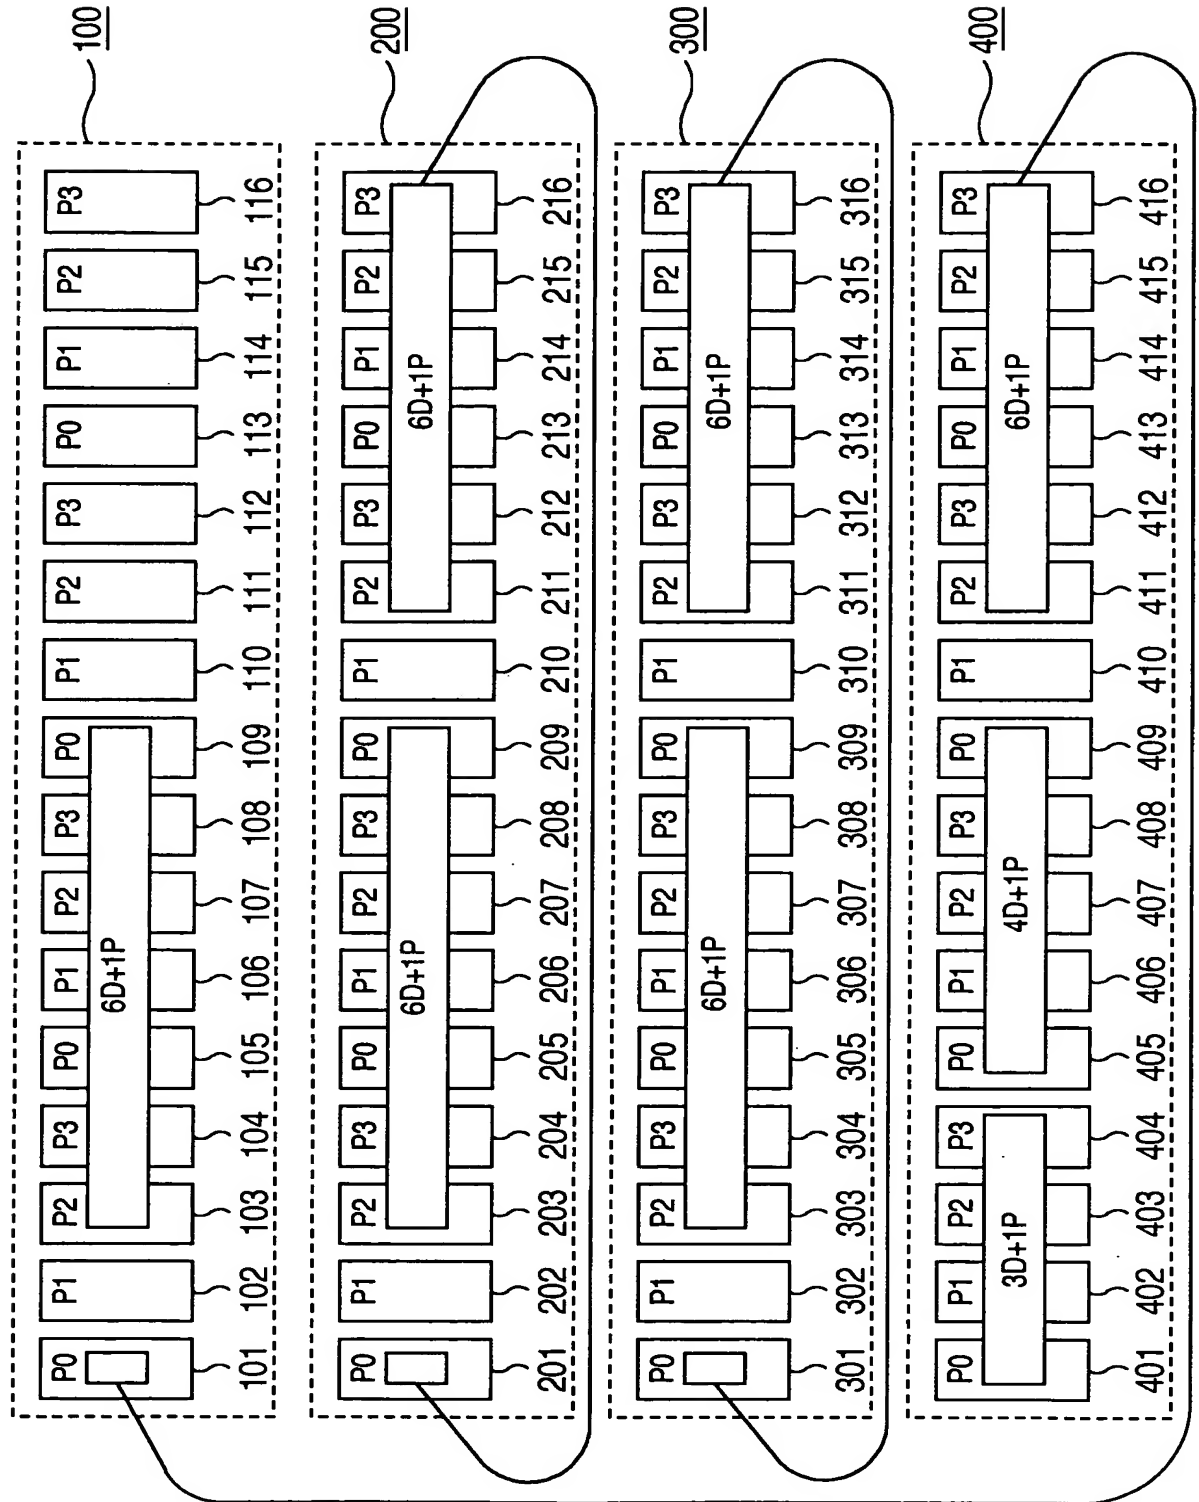 100
P0 P1 P2 P3 P0 P1 P2 P3 P0 P1 P2 P3 P0 P1 P2 P3
6D+1P
101 102 103 104 105 106 107 108 109 110 111 112 113 114 115 116
200
P0 P1 P2 P3 P0 P1 P2 P3 P0 P1 P2 P3 P0 P1 P2 P3
6D+1P 6D+1P
201 202 203 204 205 206 207 208 209 210 211 212 213 214 215 216
300
P0 P1 P2 P3 P0 P1 P2 P3 P0 P1 P2 P3 P0 P1 P2 P3
6D+1P 6D+1P
301 302 303 304 305 306 307 308 309 310 311 312 313 314 315 316
400
P0 P1 P2 P3 P0 P1 P2 P3 P0 P1 P2 P3 P0 P1 P2 P3
3D+1P 4D+1P 6D+1P
401 402 403 404 405 406 407 408 409 410 411 412 413 414 415 416